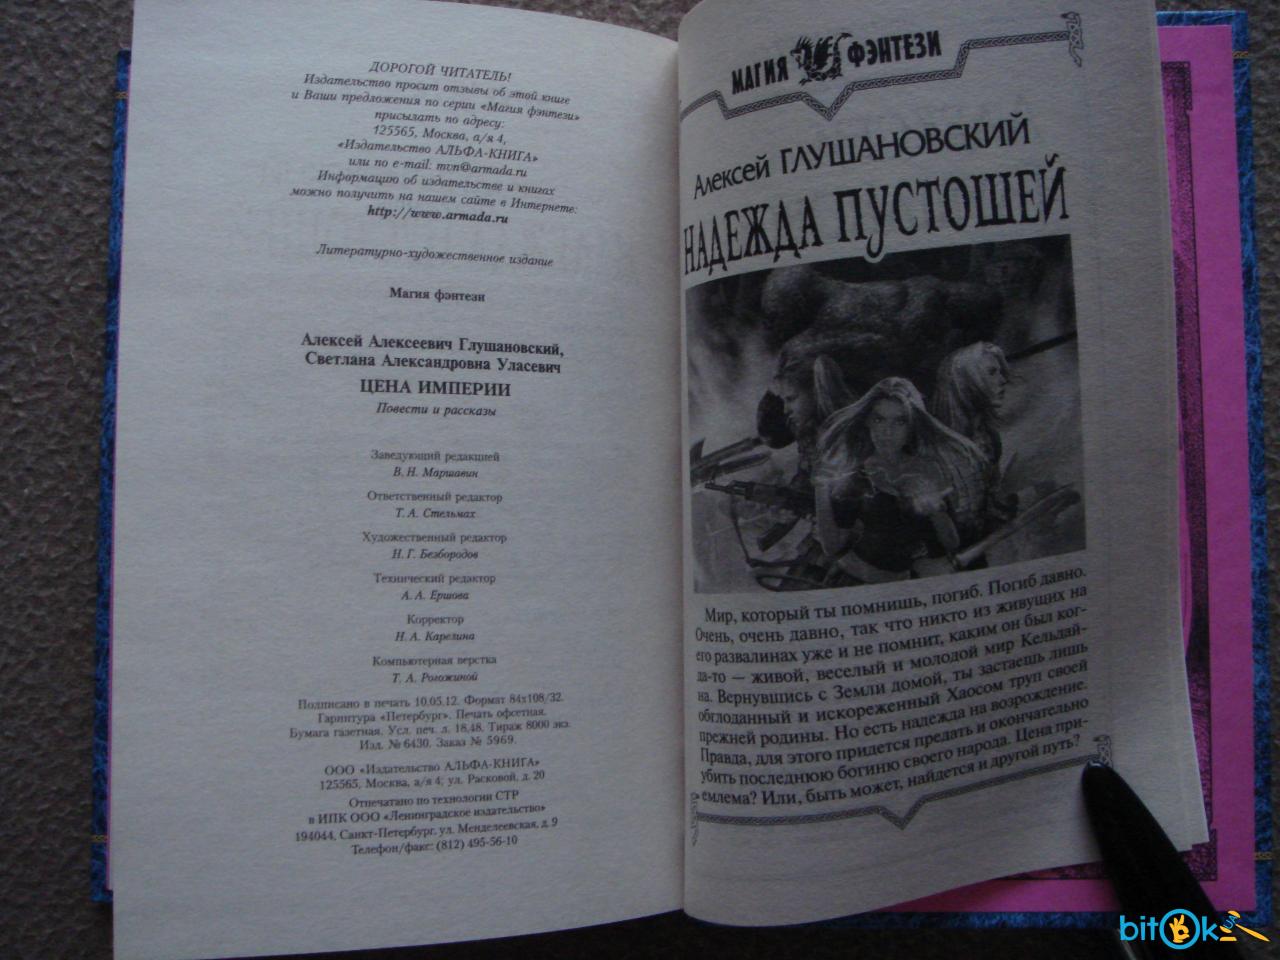 ДОРОГОЙ ЧИТАТЕЛЬ!
Издательство просит отзывы об этой книге
и Ваши предложения по серии «Магия фэнтези»
присылать по адресу:
125565, Москва, а/я 4,
«Издательство АЛЬФА-КНИГА»
или по e-mail: mvn@armada.ru
Информацию об издательстве и книгах
можно получить на нашем сайте в Интернете:
http://www.armada.ru
Литературно-художественное издание
Магия фэнтези
Алексей Алексеевич Глушановский,
Светлана Александровна Уласевич
ЦЕНА ИМПЕРИИ
Повести и рассказы
Заведующий редакцией
В. Н. Маршавин
Ответственный редактор
Т. А. Стельмах
Художественный редактор
Н. Г. Безбородов
Технический редактор
А. А. Ершова
Корректор
Н. А. Карелина
Компьютерная верстка
Т. А. Рогожиной
Подписано в печать 10.05.12. Формат 84х108/32.
Гарнитура «Петербург». Печать офсетная.
Бумага газетная. Усл. печ. л. 18,48. Тираж 8000 экз.
Изд. № 6430. Заказ № 5969.
ООО «Издательство АЛЬФА-КНИГА»
125565, Москва, а/я 4; ул. Расковой, д. 20
Отпечатано по технологии CTP
в ИПК ООО «Ленинградское издательство»
194044, Санкт-Петербург, ул. Менделеевская, д. 9
Телефон/факс: (812) 495-56-10
МАГИЯ ФЭНТЕЗИ
Алексей ГЛУШАНОВСКИЙ
НАДЕЖДА ПУСТОШЕЙ
Мир, который ты помнишь, погиб. Погиб давно.
Очень, очень давно, так что никто из живущих на
его развалинах уже и не помнит, каким он был ког-
да-то — живой, веселый и молодой мир Кельдай-
на. Вернувшись с Земли домой, ты застаешь лишь
обглоданный и искореженный Хаосом труп своей
прежней родины. Но есть надежда на возрождение.
Правда, для этого придется предать и окончательно
убить последнюю богиню своего народа. Цена при-
емлема? Или, быть может, найдется и другой путь?
bitOk